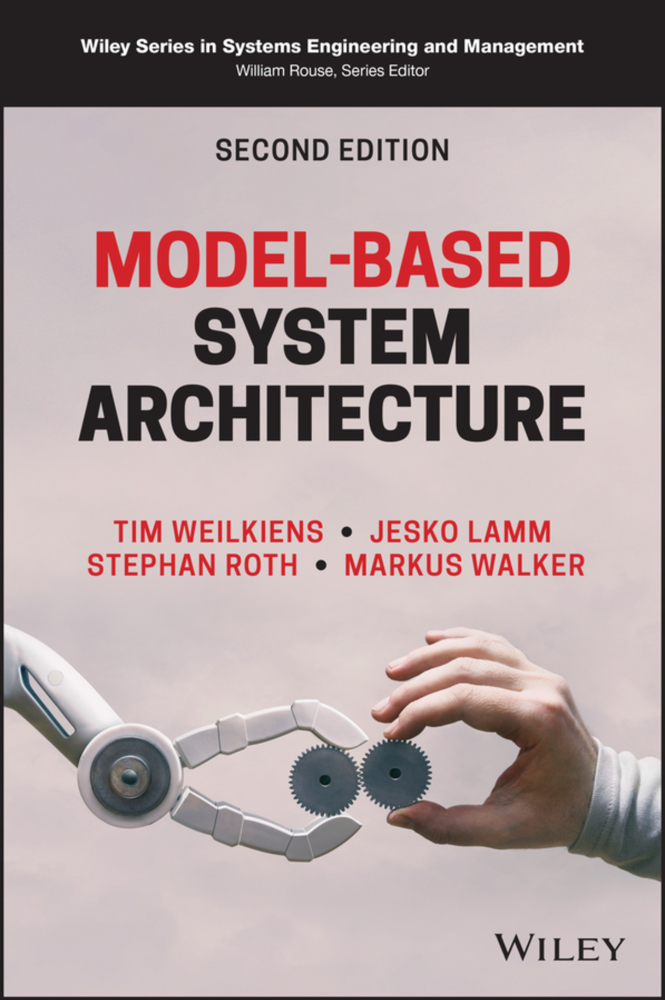 Wiley Series in Systems Engineering and Management
William Rouse, Series Editor
SECOND EDITION
MODEL-BASED
SYSTEM
ARCHITECTURE
TIM WEILKIENS • JESKO LAMM
STEPHAN ROTH • MARKUS WALKER
WILEY